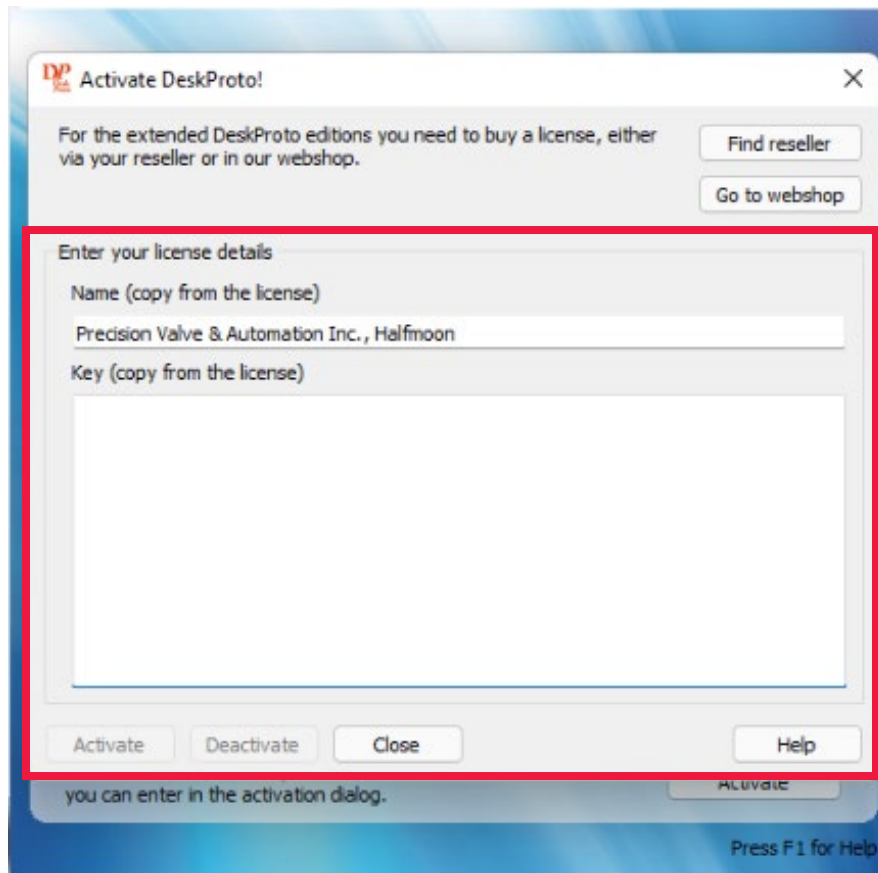 DP Activate DeskProto!
For the extended DeskProto editions you need to buy a license, either
via your reseller or in our webshop.
Find reseller
Go to webshop
Enter your license details
Name (copy from the license)
Precision Valve & Automation Inc., Halfmoon
Key (copy from the license)
Activate Deactivate Close Help
you can enter in the activation dialog.
Activate
Press F1 for Help